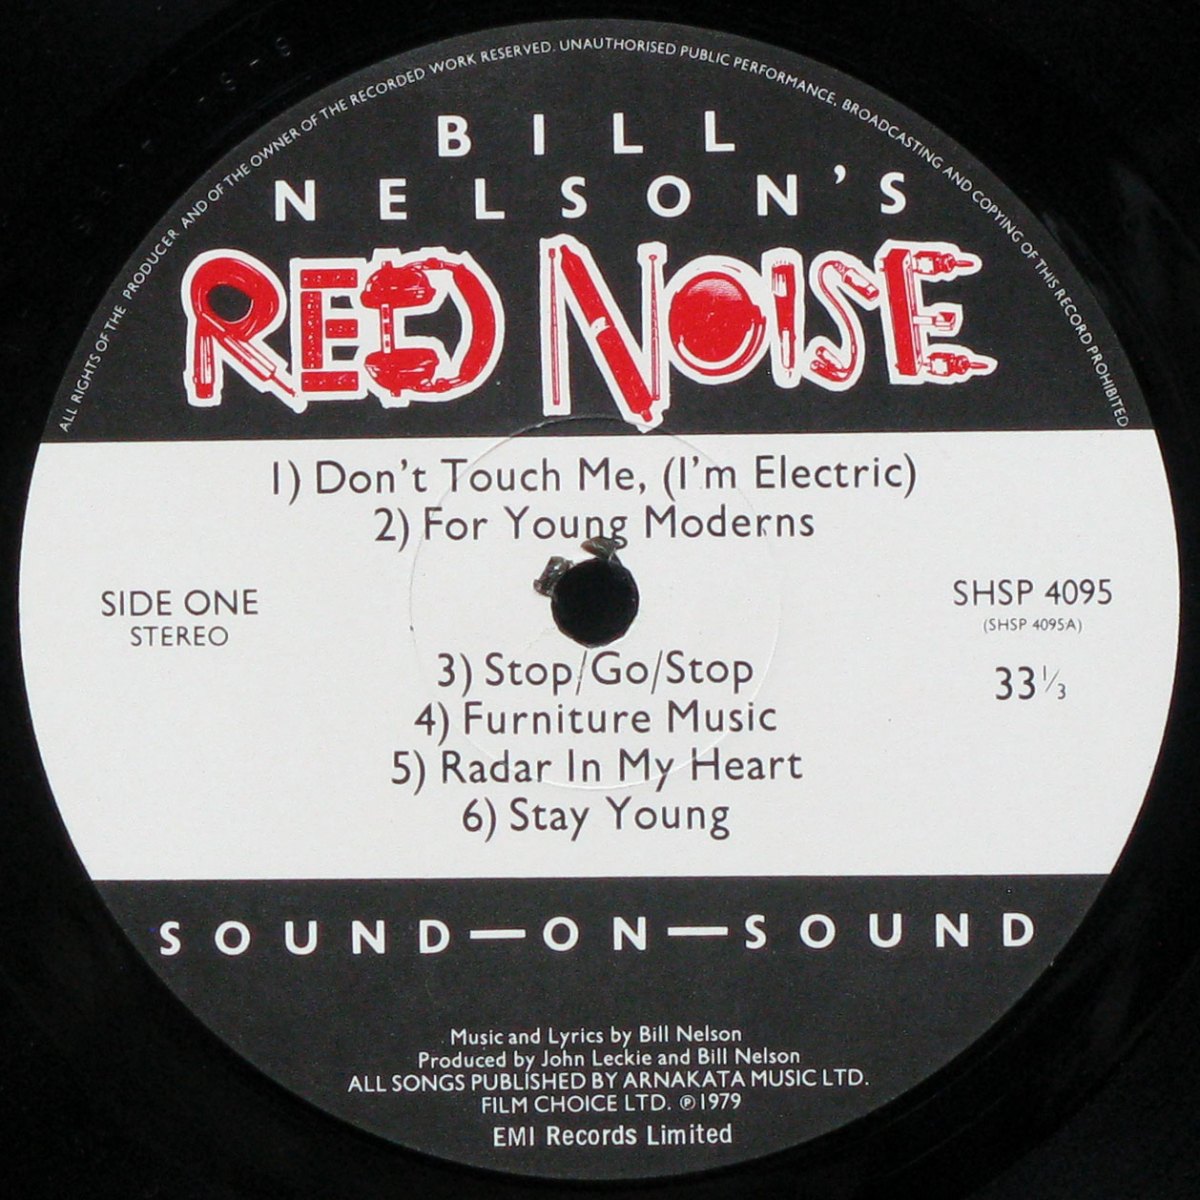 ALL RIGHTS OF THE PRODUCER AND OF THE OWNER OF THE RECORDED WORK RESERVED. UNAUTHORISED PUBLIC PERFORMANCE, BROADCASTING AND COPYING OF THIS RECORD PROHIBITED
BILL
NELSON'S
RED NOISE
1) Don't Touch Me, (I'm Electric)
2) For Young Moderns
SIDE ONE
STEREO
SHSP 4095
(SHSP 4095A)
33 1/3
3) Stop/Go/Stop
4) Furniture Music
5) Radar In My Heart
6) Stay Young
SOUND—ON—SOUND
Music and Lyrics by Bill Nelson
Produced by John Leckie and Bill Nelson
ALL SONGS PUBLISHED BY ARNAKATA MUSIC LTD.
FILM CHOICE LTD. ℗ 1979
EMI Records Limited